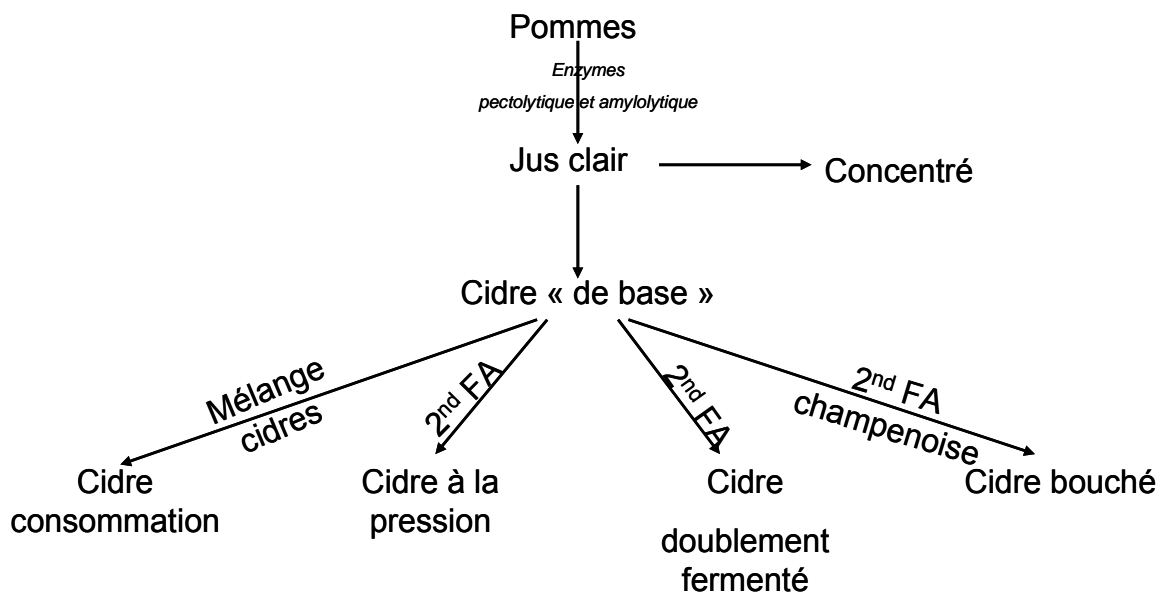 Pommes
Enzymes
pectolytique et amylolytique
Jus clair
Concentré
Cidre « de base »
Mélange
cidres
2nd FA
2nd FA
2nd FA
champenoise
Cidre
consommation
Cidre à la
pression
Cidre
doublement
fermenté
Cidre bouché